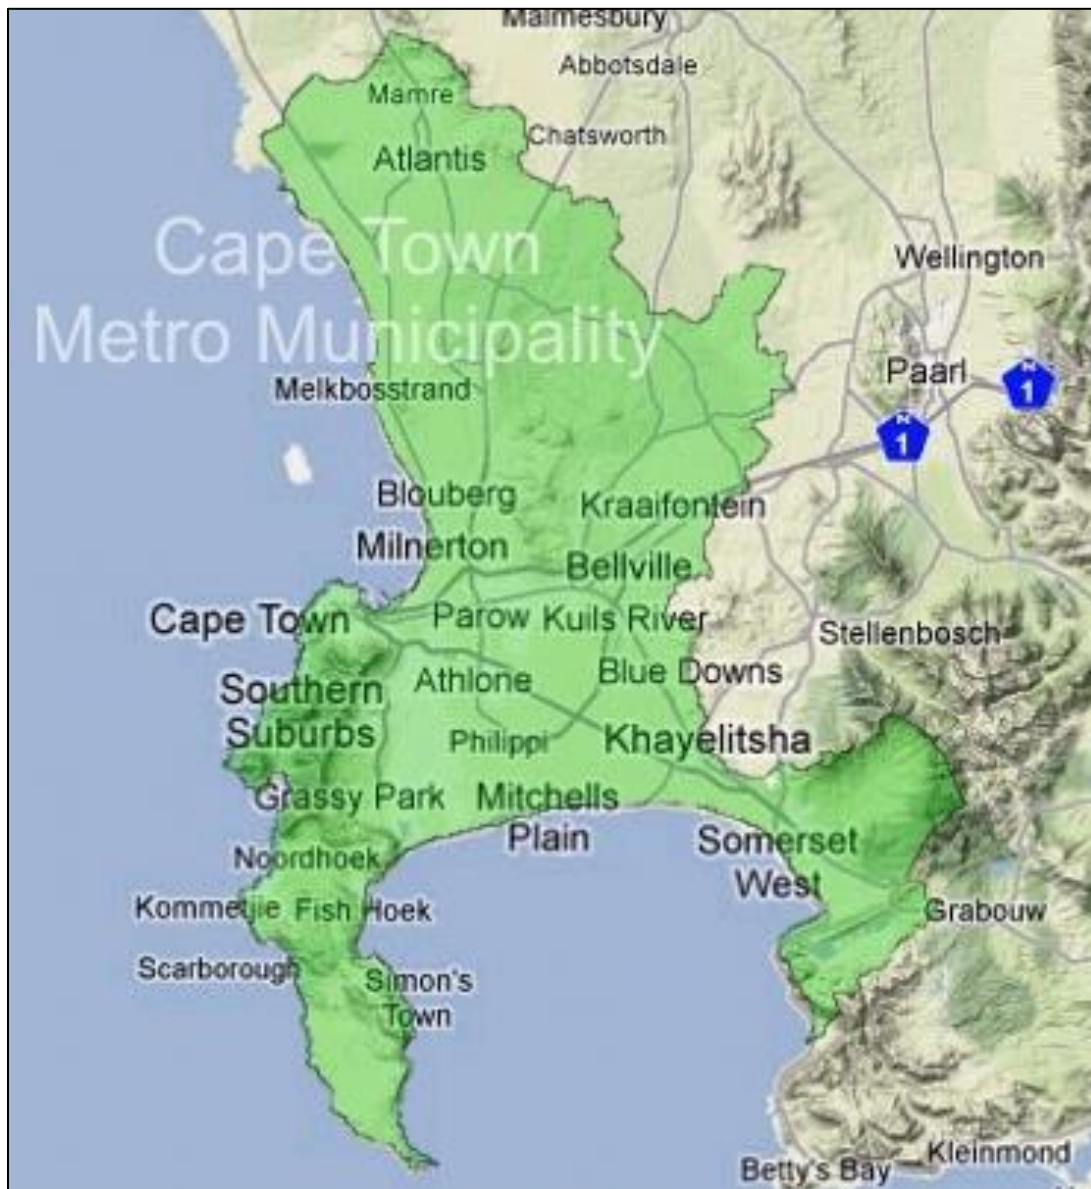 Malmesbury
Abbotsdale
Mamre
Chatsworth
Atlantis
Cape Town
Metro Municipality
Wellington
Paarl
N
1
N
1
Melkbosstrand
Blouberg
Kraaifontein
Milnerton
Bellville
Cape Town
Parow
Kuils River
Stellenbosch
Southern
Suburbs
Athlone
Blue Downs
Philippi
Khayelitsha
Grassy Park
Mitchells
Plain
Somerset
West
Noordhoek
Kommetjie
Fish Hoek
Grabouw
Scarborough
Simon's
Town
Betty's Bay
Kleinmond